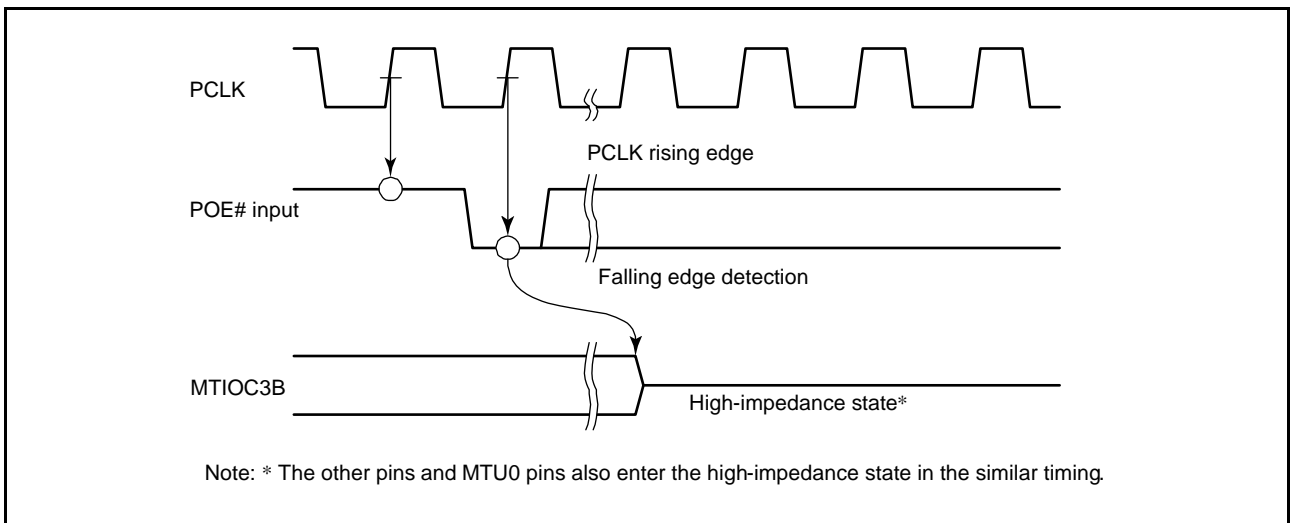 PCLK
PCLK rising edge
POE# input
Falling edge detection
MTIOC3B
High-impedance state*
Note: * The other pins and MTU0 pins also enter the high-impedance state in the similar timing.